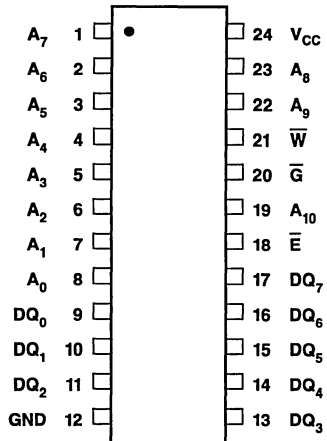 A7 1 24 VCC
A6 2 23 A8
A5 3 22 A9
A4 4 21 W̅
A3 5 20 G̅
A2 6 19 A10
A1 7 18 E̅
A0 8 17 DQ7
DQ0 9 16 DQ6
DQ1 10 15 DQ5
DQ2 11 14 DQ4
GND 12 13 DQ3